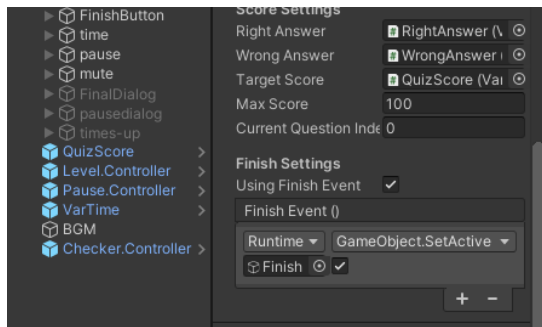 FinishButton
time
pause
mute
FinalDialog
pausedialog
times-up
QuizScore
Level.Controller
Pause.Controller
VarTime
BGM
Checker.Controller
Score Settings
Right Answer # RightAnswer (\
Wrong Answer # WrongAnswer (
Target Score # QuizScore (Vai
Max Score 100
Current Question Inde 0
Finish Settings
Using Finish Event
Finish Event ()
Runtime GameObject.SetActive
Finish
+ -